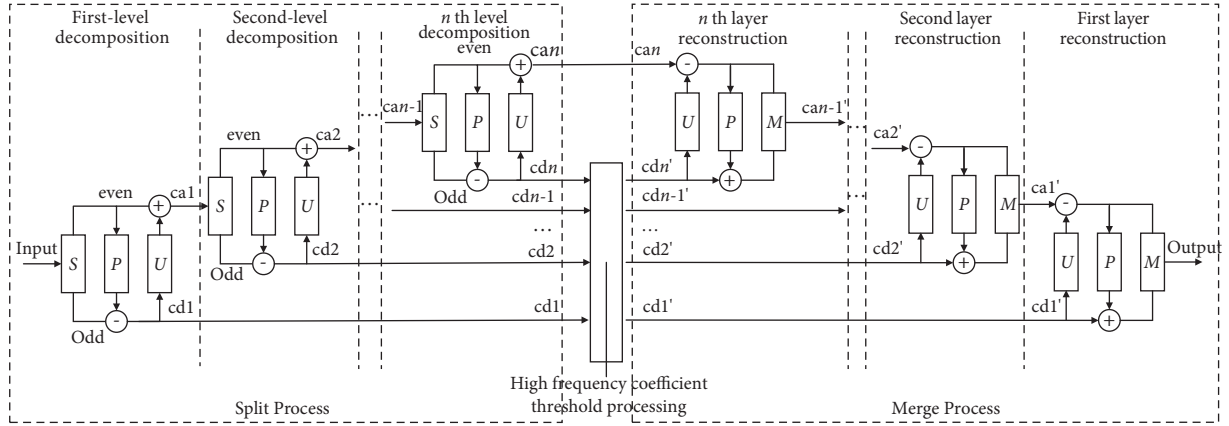 First-level
decomposition
Second-level
decomposition
n th level
decomposition
n th layer
reconstruction
Second layer
reconstruction
First layer
reconstruction
even
can
can
can-1
S
P
U
U
P
M
can-1'
ca2'
even
ca2
Odd
cdn
cdn'
cdn-1
cdn-1'
S
P
U
U
P
M
even
ca1
ca1'
...
...
...
...
...
...
Odd
cd2
cd2
cd2'
cd2'
Input
S
P
U
U
P
M
Output
Odd
cd1
cd1
cd1'
cd1'
High frequency coefficient
threshold processing
Split Process
Merge Process